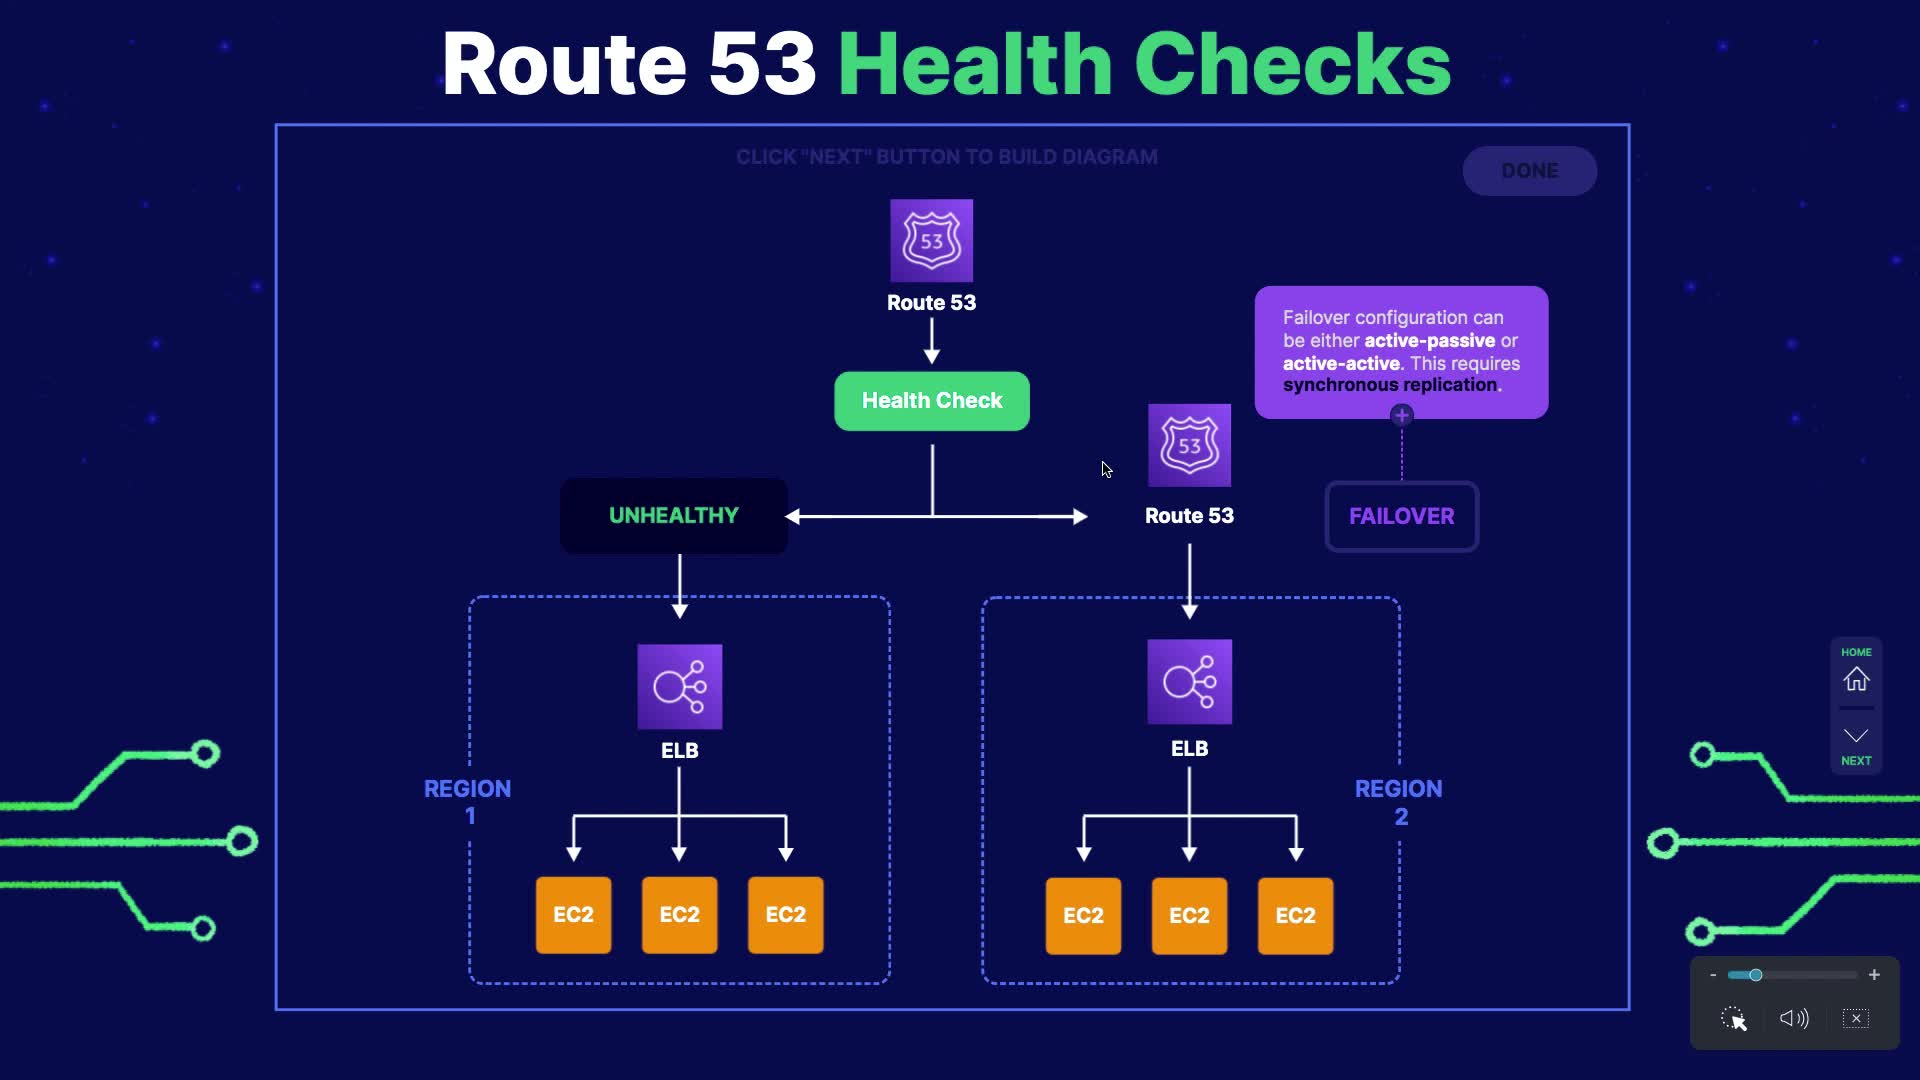 Route 53 Health Checks
CLICK "NEXT" BUTTON TO BUILD DIAGRAM
DONE
53
Route 53
Health Check
Failover configuration can
be either active-passive or
active-active. This requires
synchronous replication.
53
UNHEALTHY
Route 53
FAILOVER
ELB
ELB
REGION
1
REGION
2
EC2
EC2
EC2
EC2
EC2
EC2
HOME
NEXT